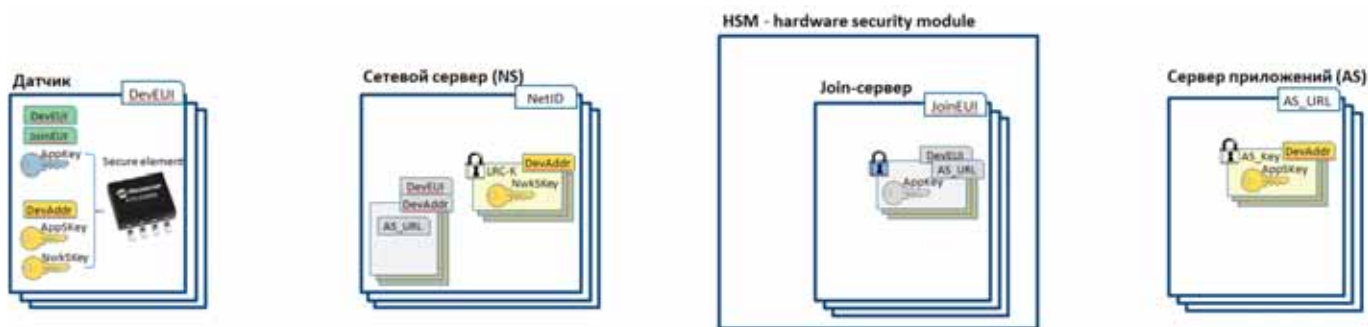 HSM - hardware security module
Датчик
DevEUI
DevEUI
JoinEUI
AppKey
Secure element
DevAddr
AppSKey
NwkSKey
Сетевой сервер (NS)
NetID
DevAddr
LRC-K
NwkSKey
DevEUI
DevAddr
AS_URL
Join-сервер
JoinEUI
DevEUI
AS_URL
AppKey
Сервер приложений (AS)
AS_URL
DevAddr
AS_Key
AppSKey